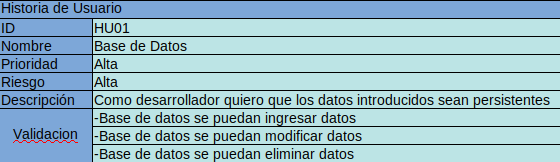 Historia de Usuario
ID HU01
Nombre Base de Datos
Prioridad Alta
Riesgo Alta
Descripción Como desarrollador quiero que los datos introducidos sean persistentes
Validacion
-Base de datos se puedan ingresar datos
-Base de datos se puedan modificar datos
-Base de datos se puedan eliminar datos